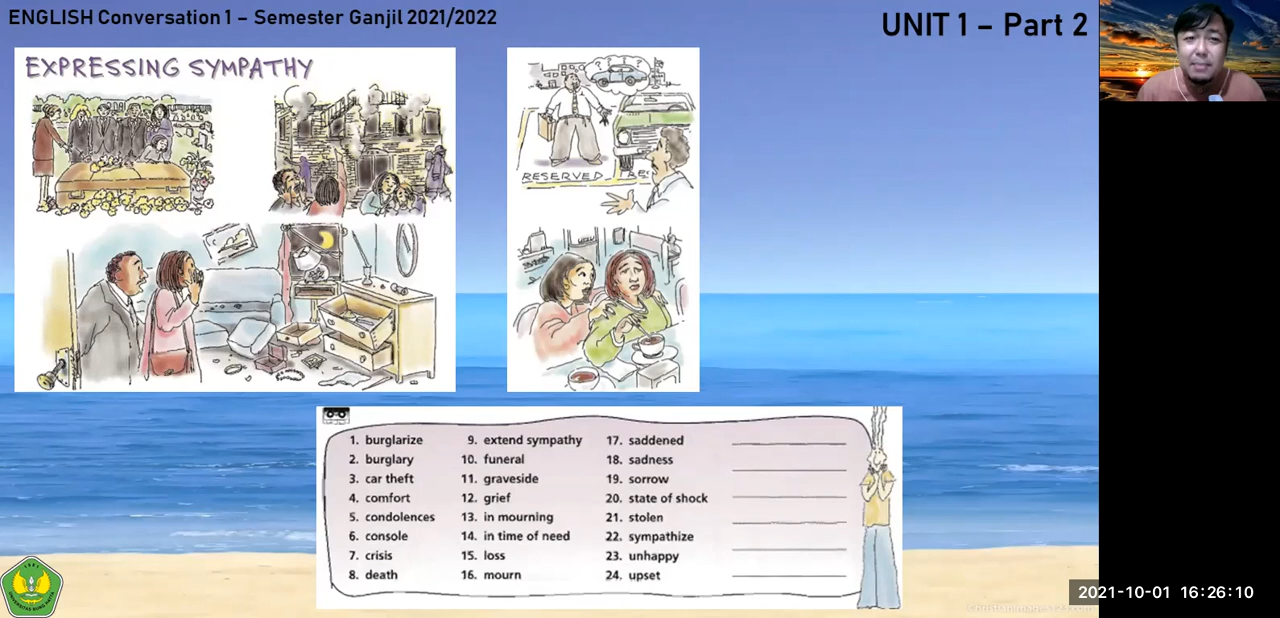 ENGLISH Conversation 1 – Semester Ganjil 2021/2022
UNIT 1 – Part 2
EXPRESSING SYMPATHY
RESERVED
1. burglarize
2. burglary
3. car theft
4. comfort
5. condolences
6. console
7. crisis
8. death
9. extend sympathy
10. funeral
11. graveside
12. grief
13. in mourning
14. in time of need
15. loss
16. mourn
17. saddened
18. sadness
19. sorrow
20. state of shock
21. stolen
22. sympathize
23. unhappy
24. upset
2021-10-01 16:26:10